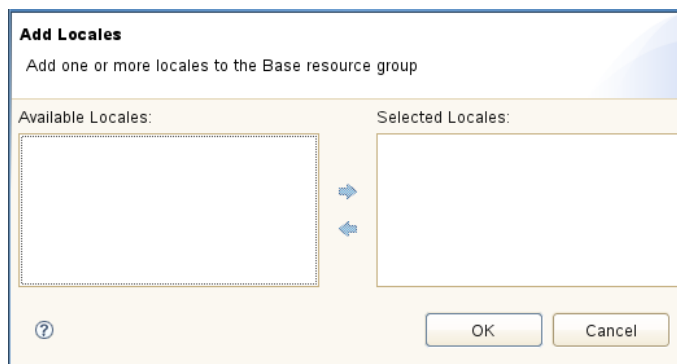 Add Locales
Add one or more locales to the Base resource group
Available Locales:
Selected Locales:
?
OK
Cancel